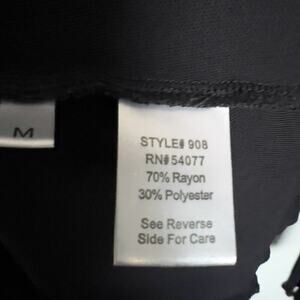 M
STYLE# 908
RN#54077
70% Rayon
30% Polyester
See Reverse
Side For Care